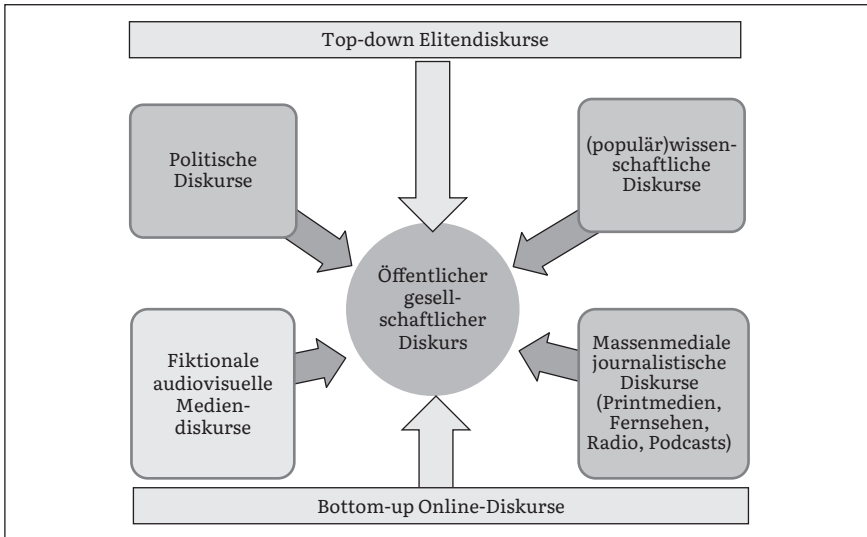 Top-down Elitendiskurse
Politische
Diskurse
(populär)wissen-
schaftliche
Diskurse
Öffentlicher
gesell-
schaftlicher
Diskurs
Fiktionale
audiovisuelle
Medien-
diskurse
Massenmediale
journalistische
Diskurse
(Printmedien,
Fernsehen,
Radio, Podcasts)
Bottom-up Online-Diskurse